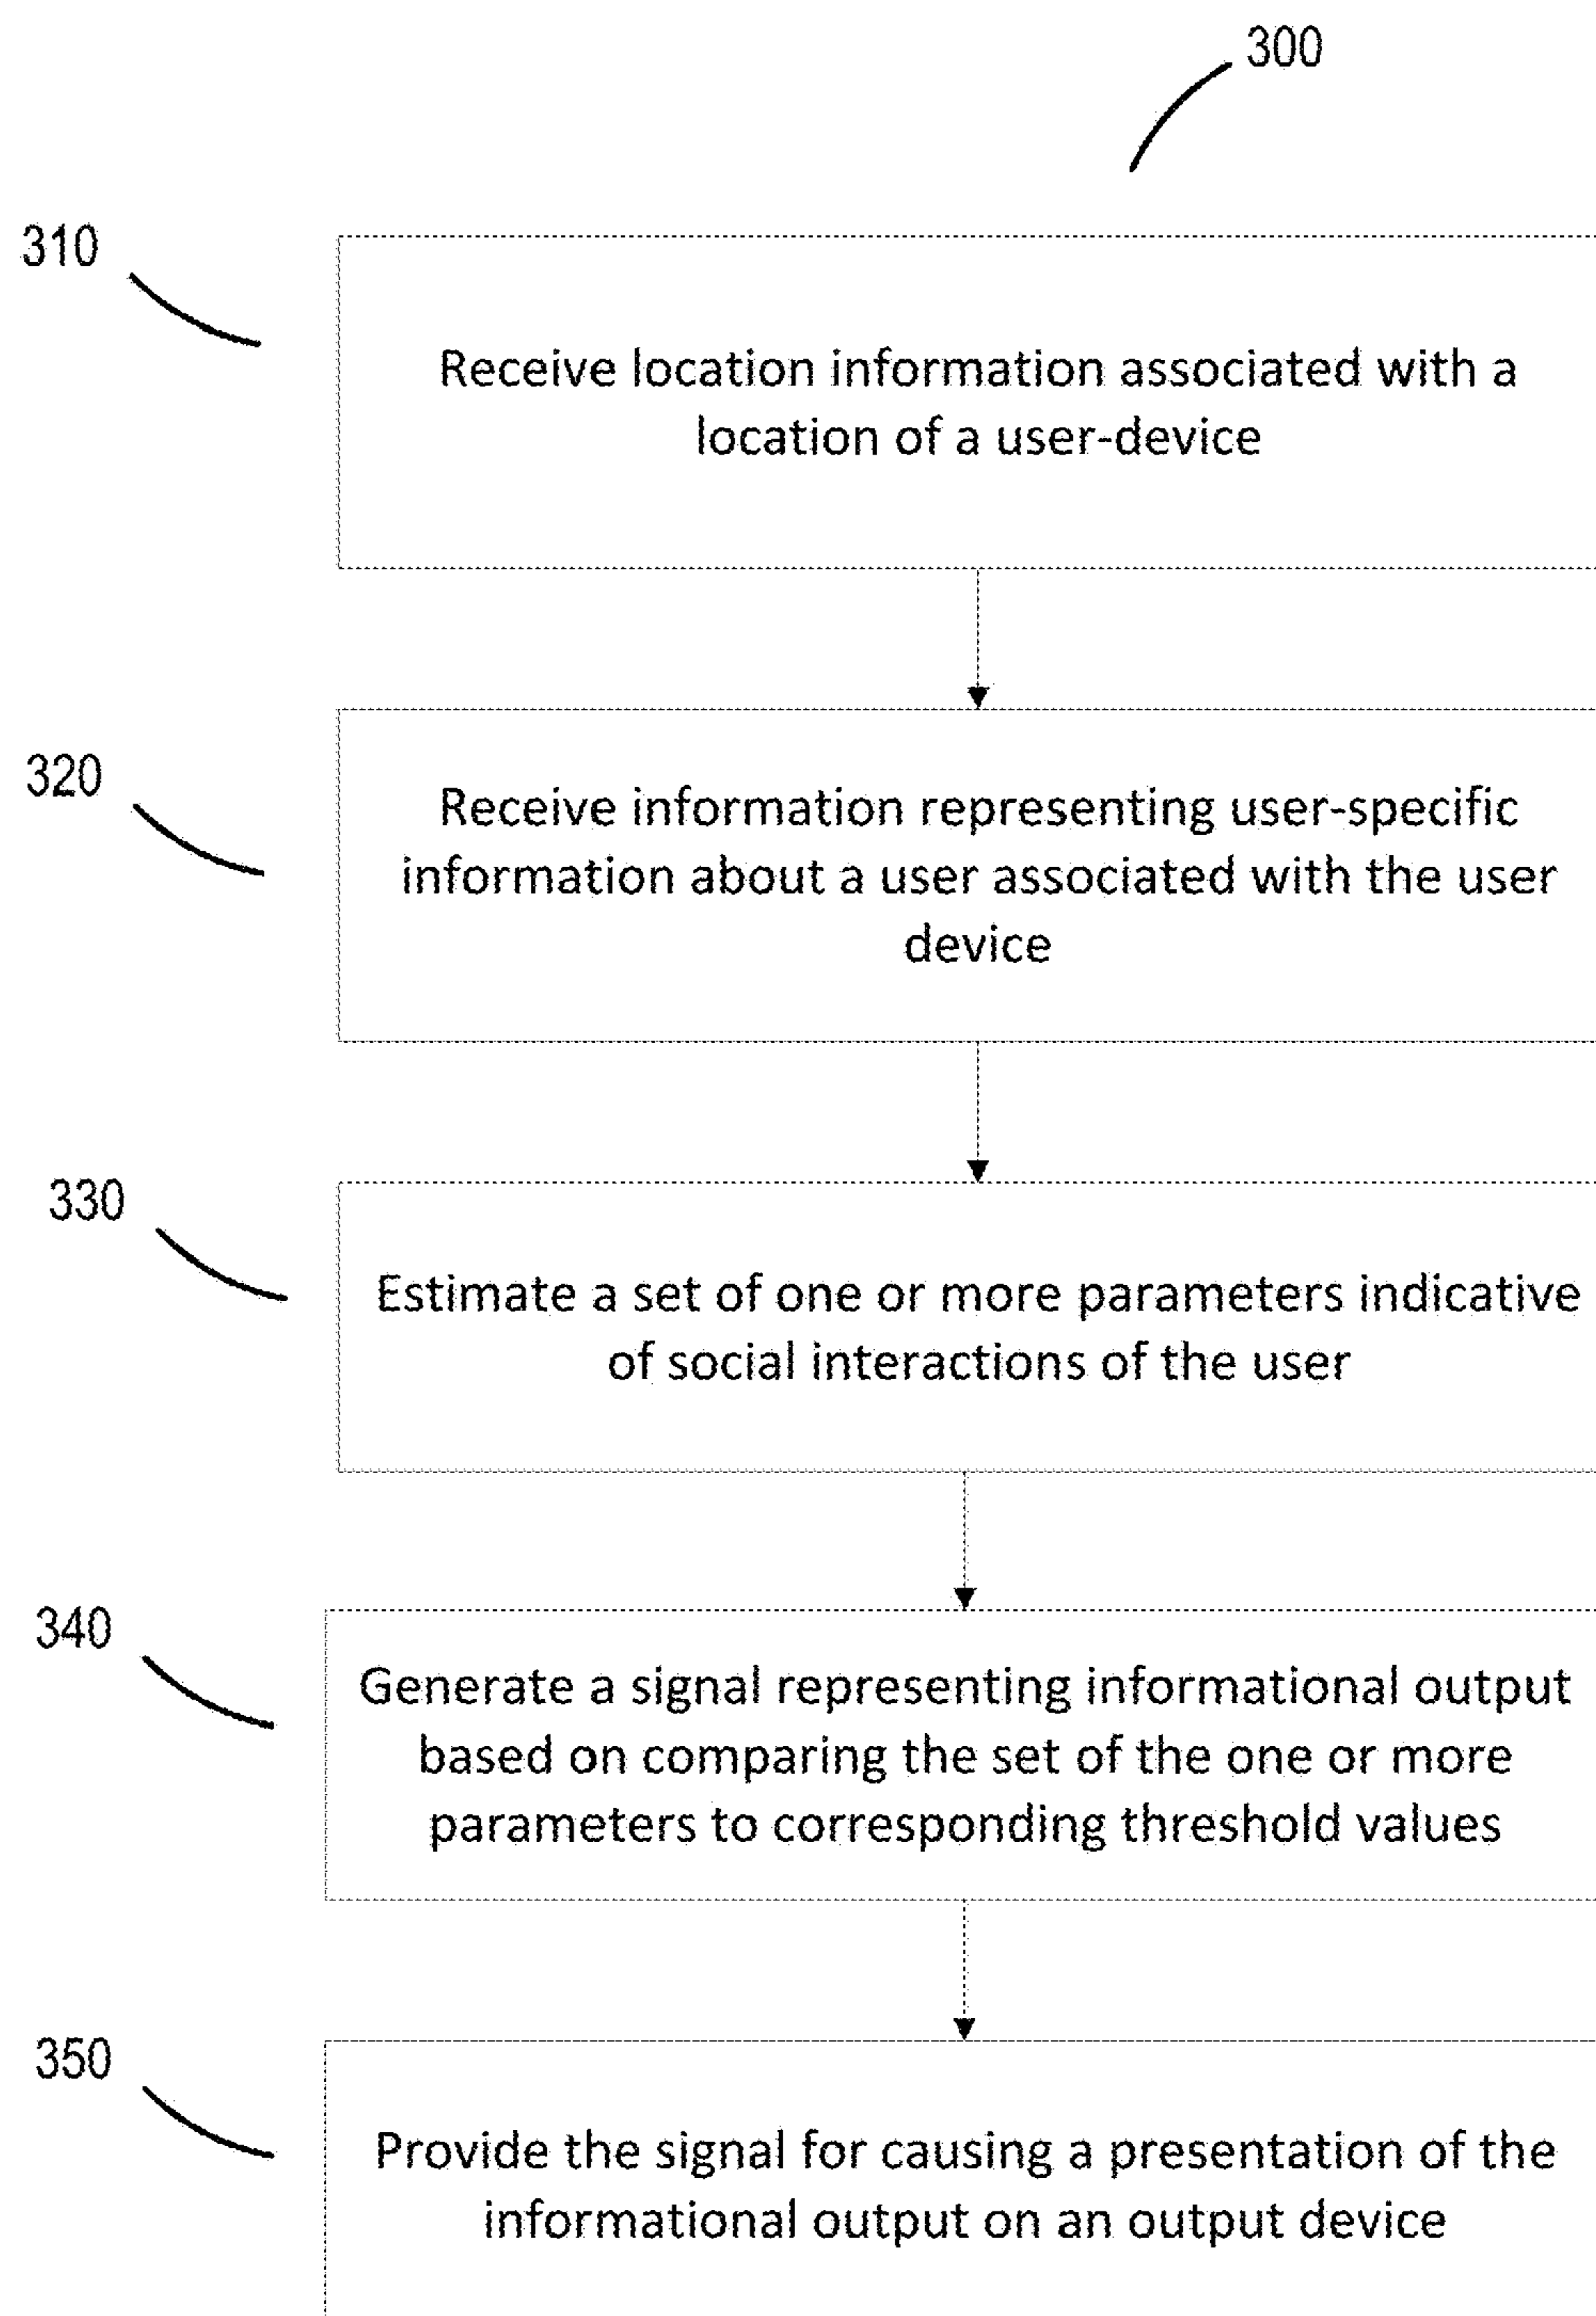 300
310
Receive location information associated with a
location of a user-device
320
Receive information representing user-specific
information about a user associated with the user
device
330
Estimate a set of one or more parameters indicative
of social interactions of the user
340
Generate a signal representing informational output
based on comparing the set of the one or more
parameters to corresponding threshold values
350
Provide the signal for causing a presentation of the
informational output on an output device